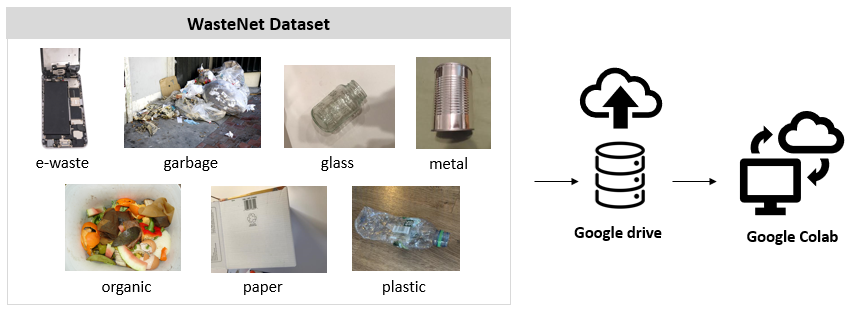 WasteNet Dataset
e-waste
garbage
glass
metal
organic
paper
plastic
Google drive
Google Colab